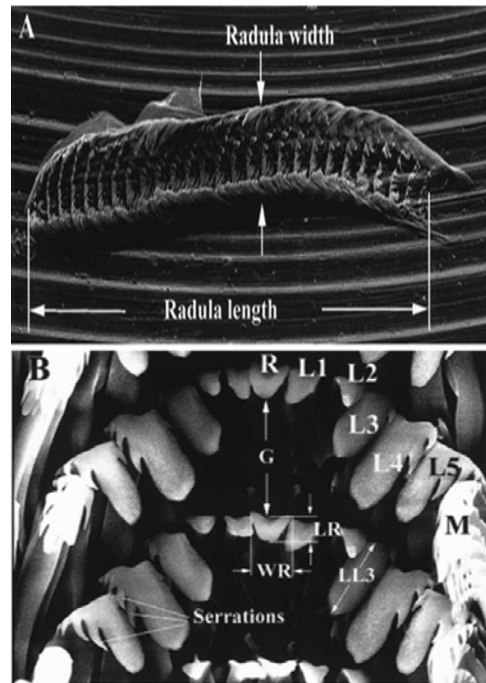 A
Radula width
Radula length
B
R
L1
L2
L3
G
L4
L5
M
LR
WR
LL3
Serrations